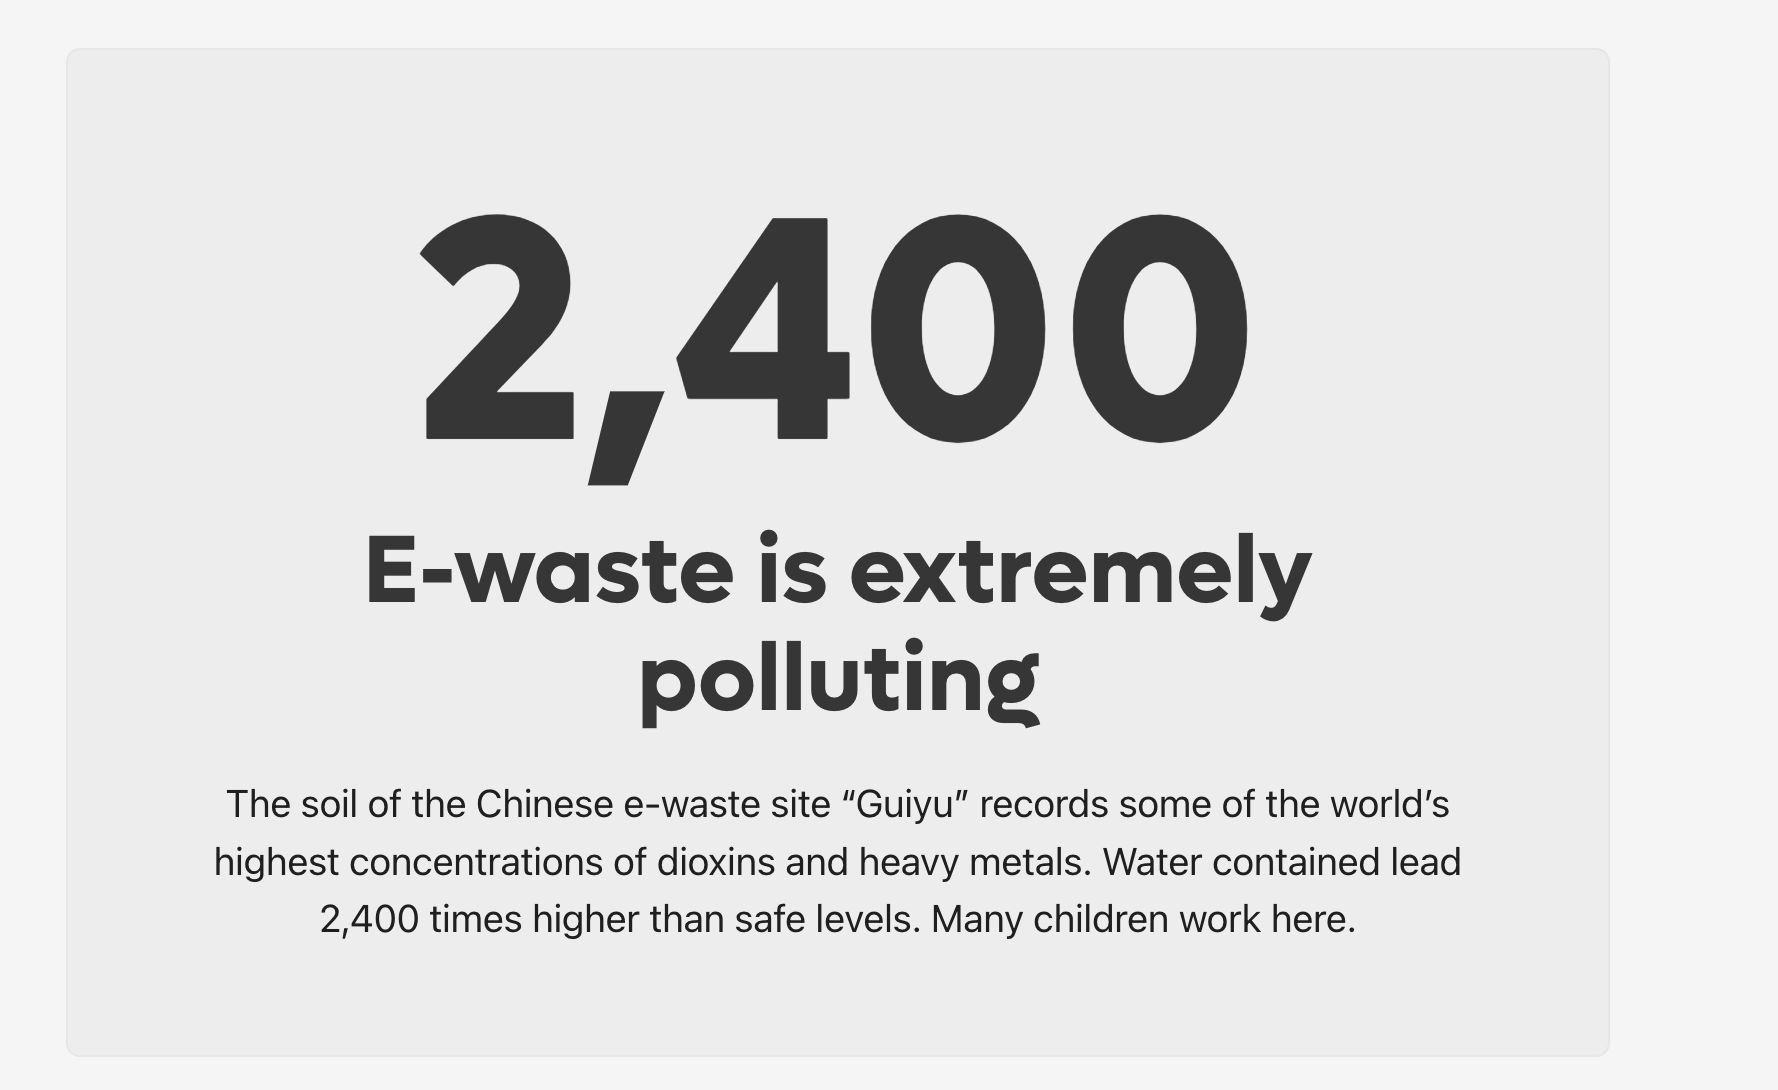 2,400
E-waste is extremely
polluting
The soil of the Chinese e-waste site “Guiyu” records some of the world’s
highest concentrations of dioxins and heavy metals. Water contained lead
2,400 times higher than safe levels. Many children work here.